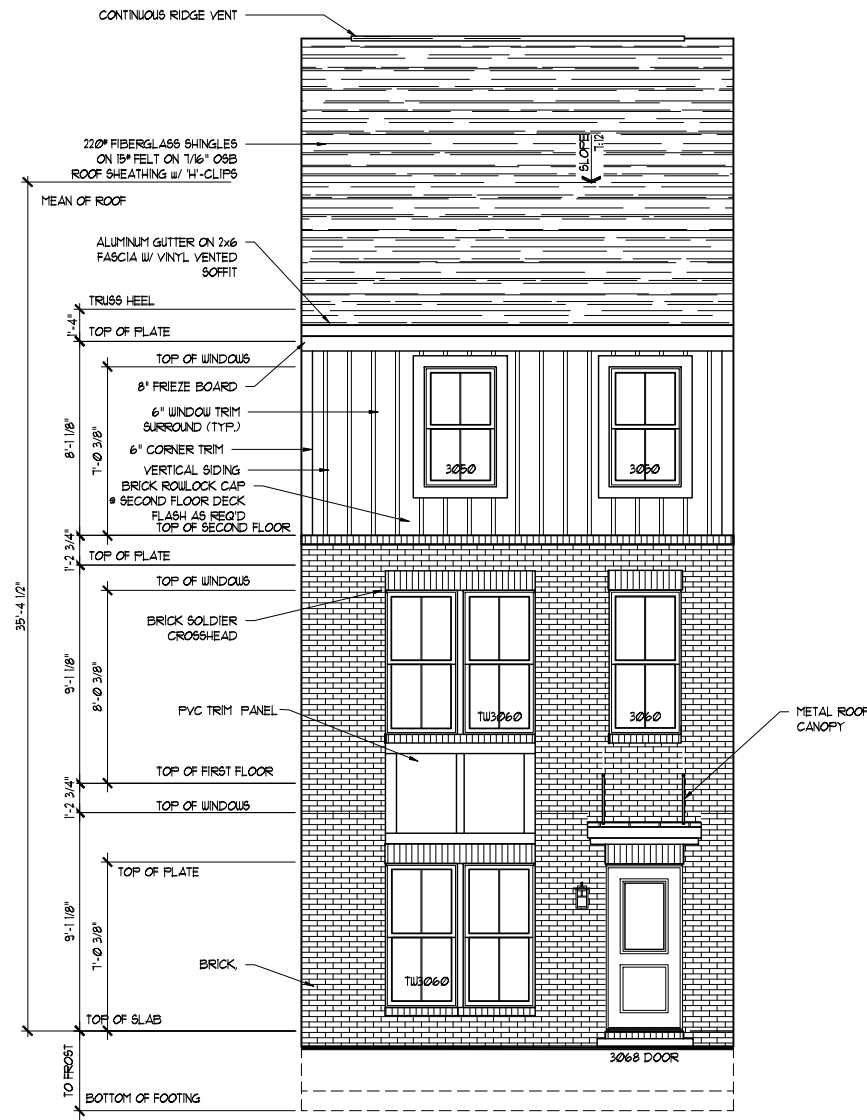 CONTINUOUS RIDGE VENT
220# FIBERGLASS SHINGLES
ON 15# FELT ON 7/16" OSB
ROOF SHEATHING W/ 'H'-CLIPS
SLOPE
7:12
MEAN OF ROOF
ALUMINUM GUTTER ON 2x6
FASCIA W/ VINYL VENTED
SOFFIT
TRUSS HEEL
1'-4"
TOP OF PLATE
TOP OF WINDOWS
8" FRIEZE BOARD
6" WINDOW TRIM
SURROUND (TYP.)
6" CORNER TRIM
VERTICAL SIDING
BRICK ROWLOCK CAP
@ SECOND FLOOR DECK
FLASH AS REQ'D
TOP OF SECOND FLOOR
8'-1 1/8"
7'-0 3/8"
3050
3050
1'-2 3/4"
TOP OF PLATE
TOP OF WINDOWS
BRICK SOLDIER
CROSSHEAD
35'-4 1/2"
9'-1 1/8"
8'-0 3/8"
TW3060
3060
PVC TRIM PANEL
METAL ROOF
CANOPY
TOP OF FIRST FLOOR
1'-2 3/4"
TOP OF WINDOWS
TOP OF PLATE
9'-1 1/8"
7'-0 3/8"
BRICK,
TW3060
TOP OF SLAB
3068 DOOR
TO FROST
BOTTOM OF FOOTING